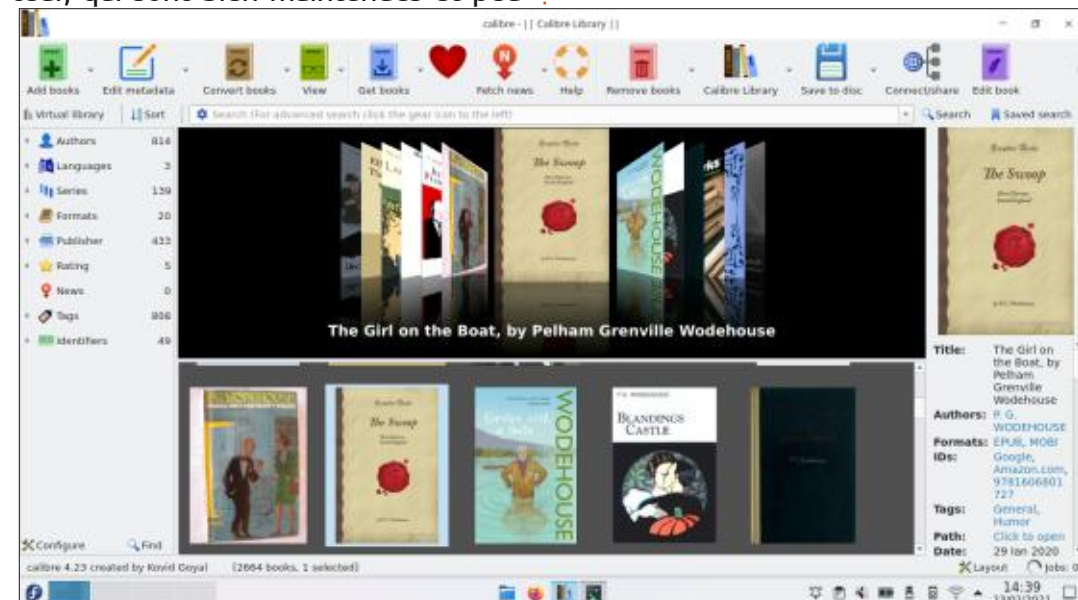 calibre - || Calibre Library ||
Add books
Edit metadata
Convert books
View
Get books
Fetch news
Help
Remove books
Calibre Library
Save to disc
Connect/share
Edit book
Virtual library
Sort
Search (For advanced search click the gear icon to the left)
Search
Saved search
Authors 814
Languages 3
Series 139
Formats 20
Publisher 433
Rating 5
News 0
Tags 806
Identifiers 49
The Swoop
WODEHOUSE
The Girl on the Boat, by Pelham Grenville Wodehouse
The Swoop
WODEHOUSE
BLANDINGS
CASTLE
The Swoop
Title: The Girl on
the Boat, by
Pelham
Grenville
Wodehouse
Authors: P. G.
WODEHOUSE
Formats: EPUB, MOBI
IDs: Google,
Amazon.com,
9781606801
727
Tags: General,
Humor
Path: Click to open
Date: 29 Jan 2020
Configure
Find
calibre 4.23 created by Kovid Goyal
(2664 books, 1 selected)
Layout
Jobs: 0
14:39